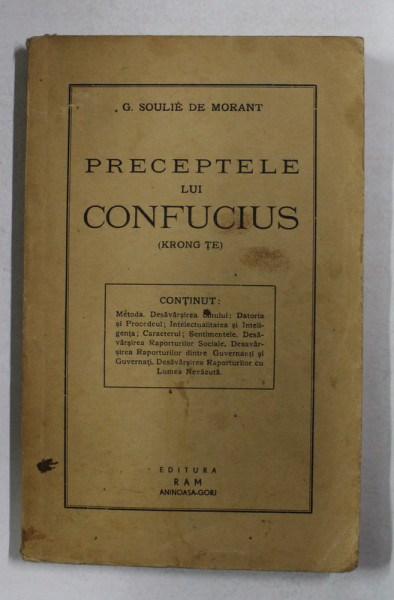 G. SOULIÉ DE MORANT
PRECEPTELE
LUI
CONFUCIUS
(KRONG ȚE)
CONȚINUT:
Metoda. Desăvârșirea Omului: Datoria
și Procedeul; Intelectualitatea și Inteli-
gența; Caracterul; Sentimentele. Desă-
vârșirea Raporturilor Sociale, Desavâr-
șirea Raporturilor dintre Guvernanți și
Guvernați, Desăvârșirea Raporturilor cu
Lumea Nevăzută.
EDITURA
RAM
ANINOASA-GORJ